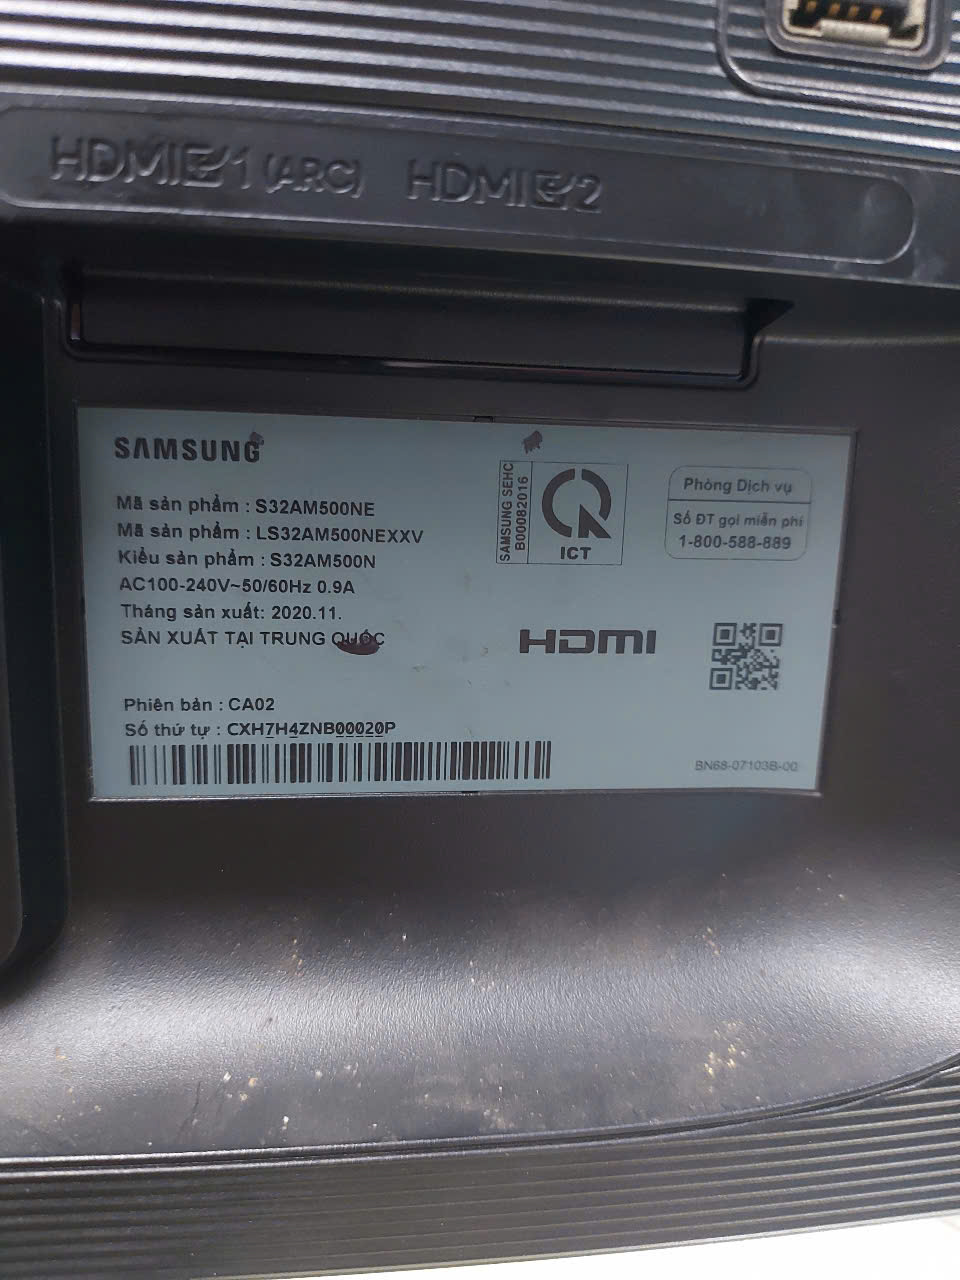 HDMI 1 (ARC) HDMI 2
SAMSUNG
Mã sản phẩm : S32AM500NE
Mã sản phẩm : LS32AM500NEXXV
Kiểu sản phẩm : S32AM500N
AC100-240V~50/60Hz 0.9A
Tháng sản xuất: 2020.11.
SẢN XUẤT TẠI TRUNG QUỐC
Phiên bản : CA02
Số thứ tự : CXH7H4ZNB00020P
SAMSUNG SEHC
B00082016
ICT
Phòng Dịch vụ
Số ĐT gọi miễn phí
1-800-588-889
HDMI
BN68-07103B-00